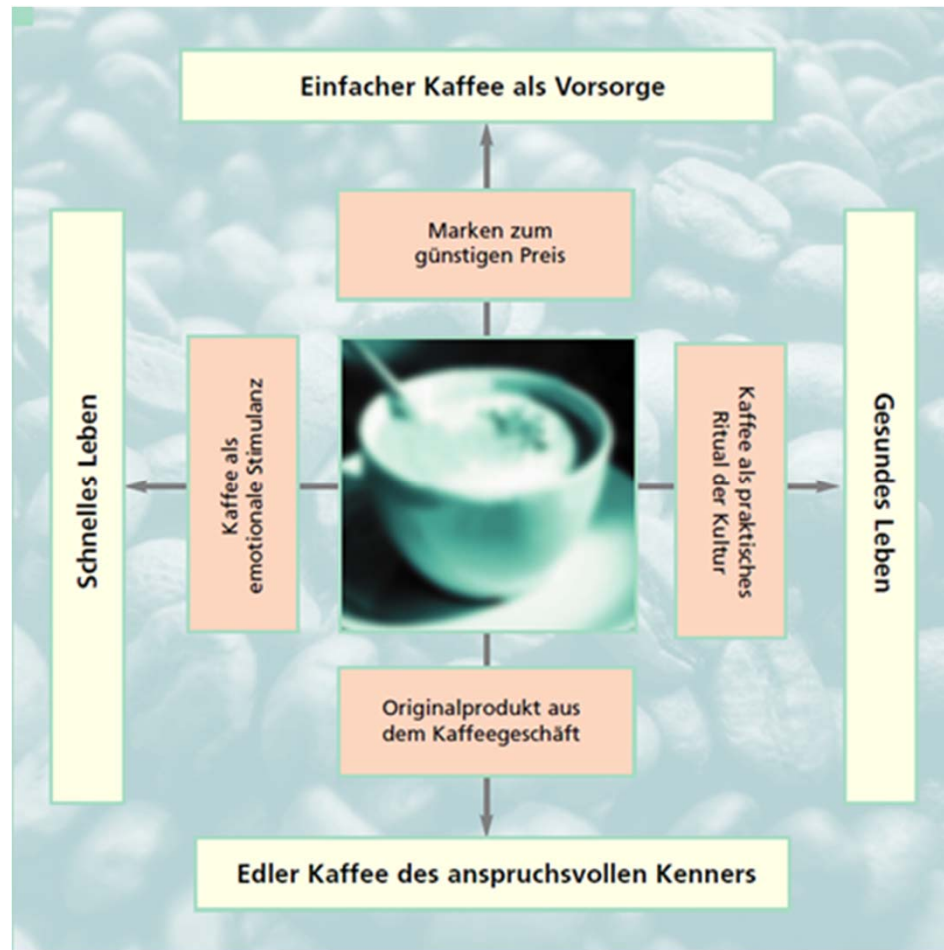 Einfacher Kaffee als Vorsorge
Marken zum
günstigen Preis
Schnelles Leben
Kaffee als
emotionale Stimulanz
Kaffee als praktisches
Ritual der Kultur
Gesundes Leben
Originalprodukt aus
dem Kaffeegeschäft
Edler Kaffee des anspruchsvollen Kenners